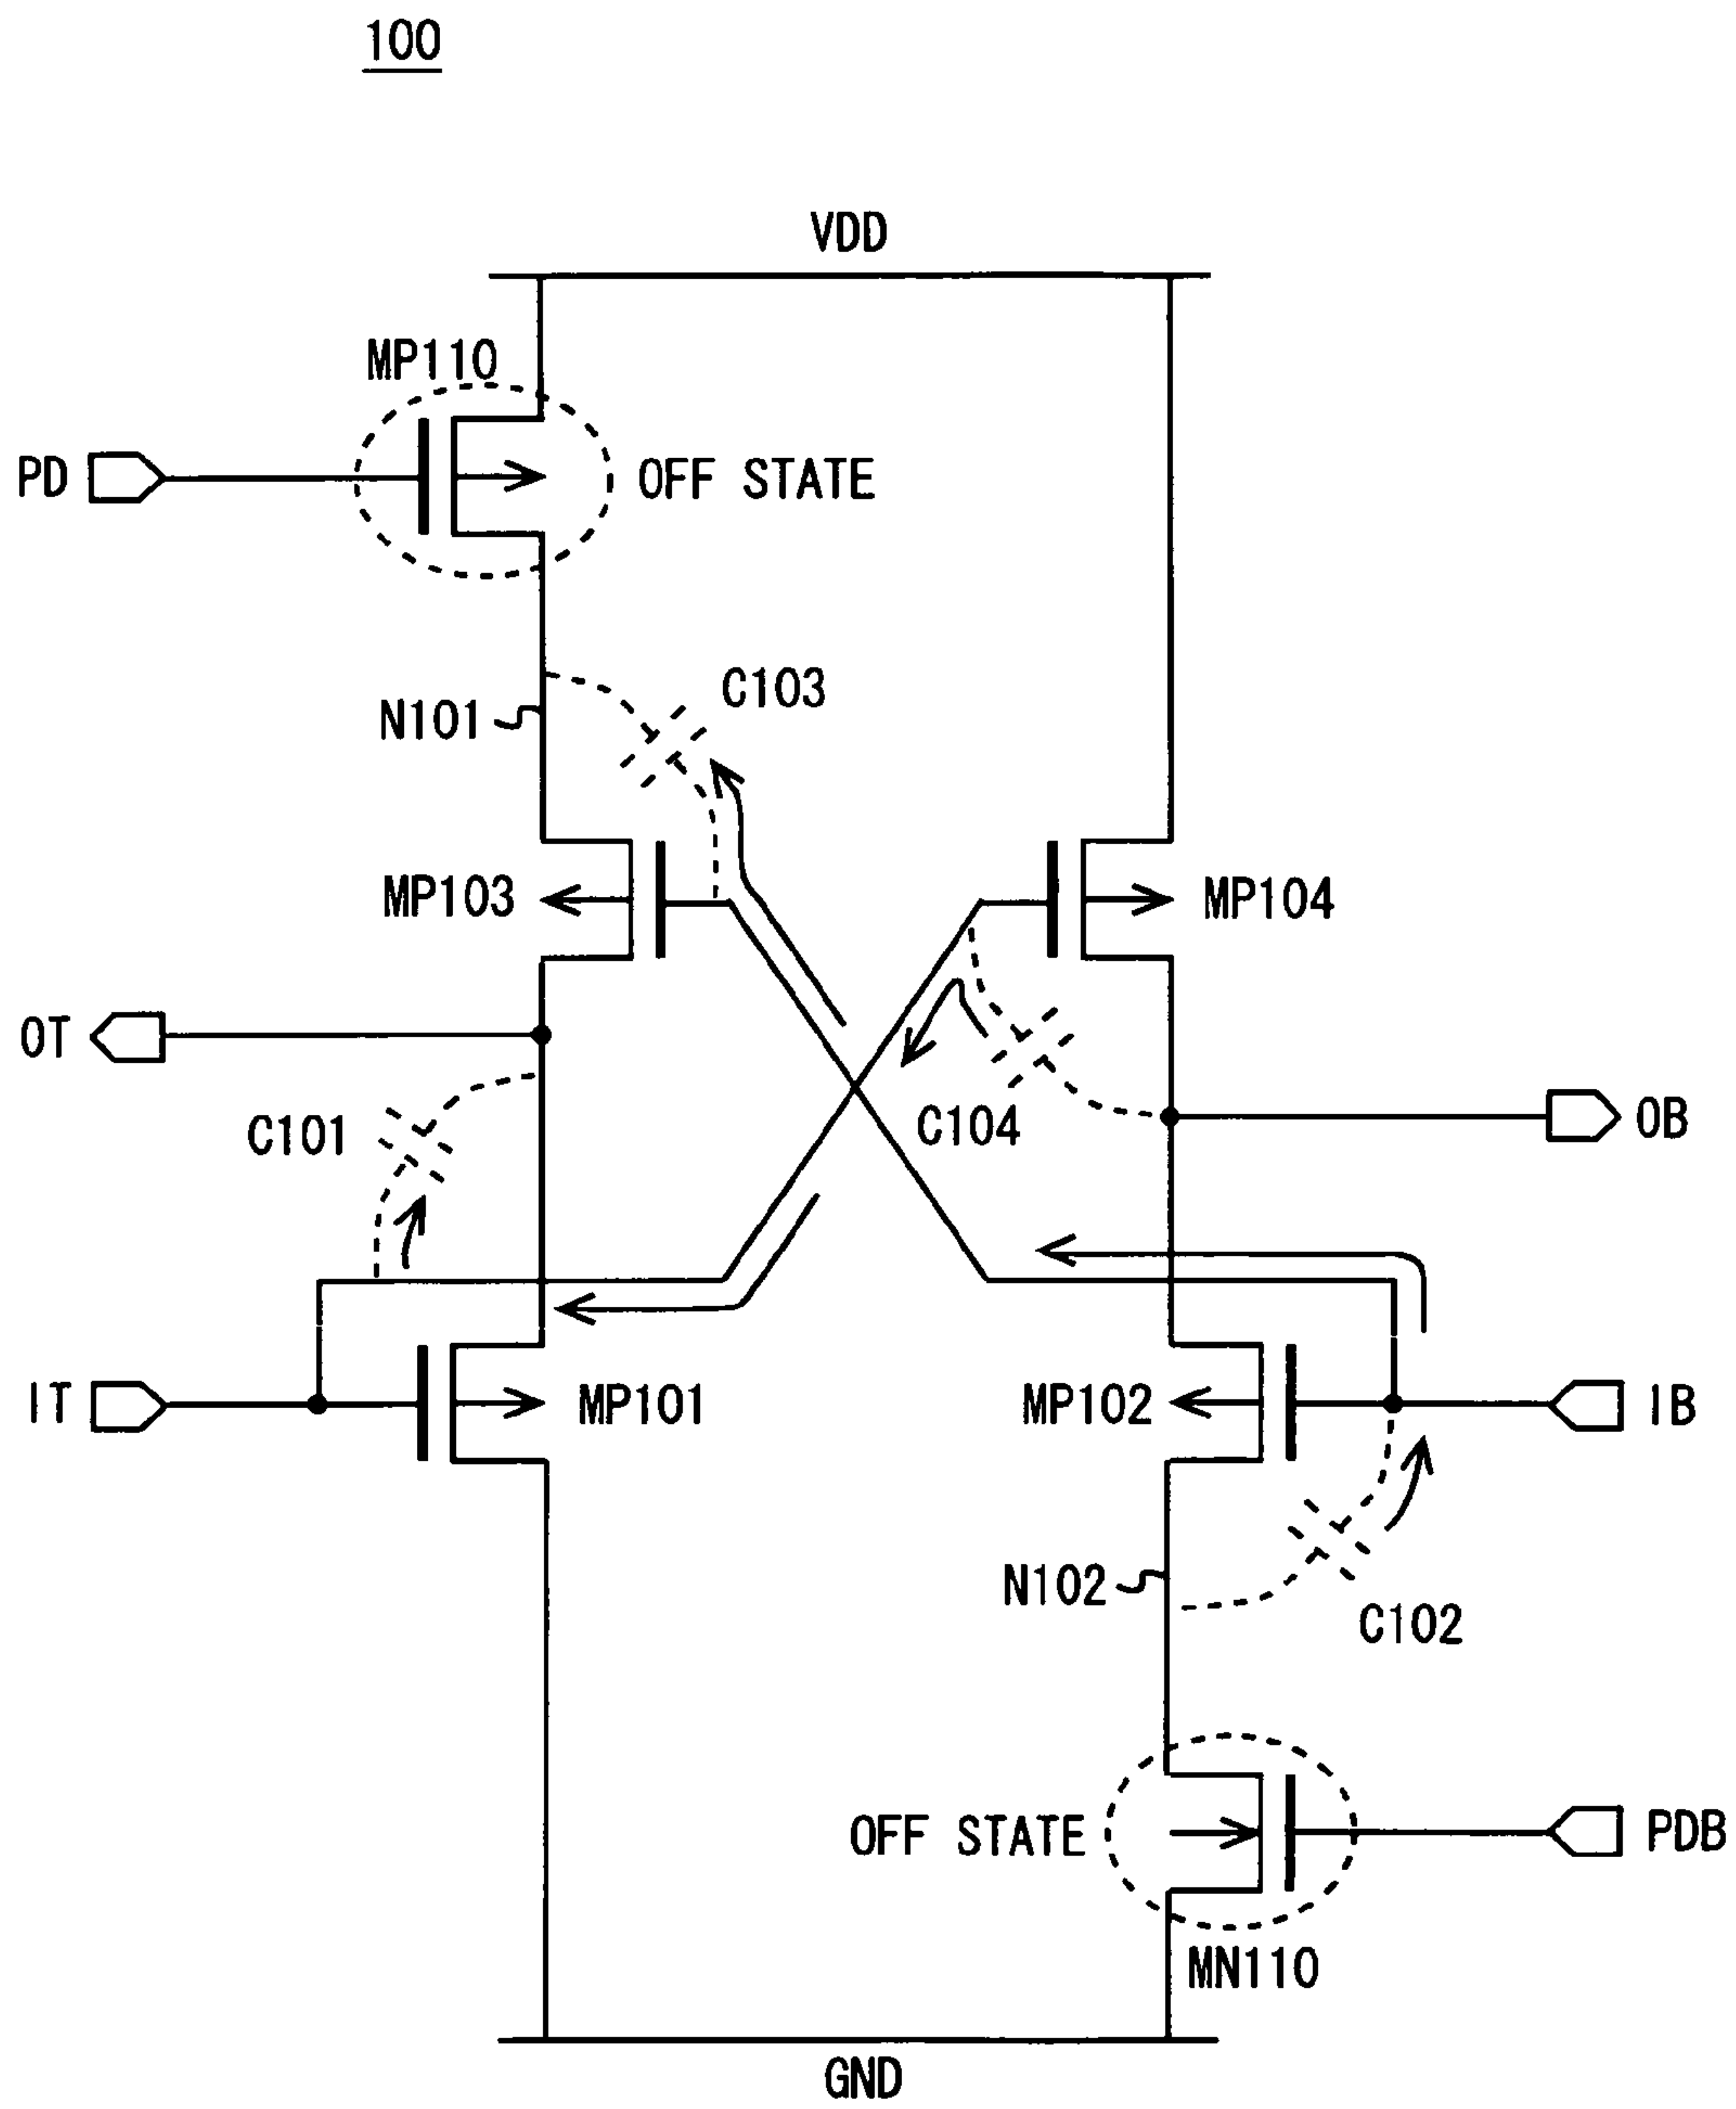 100
VDD
MP110
PD
OFF STATE
C103
N101
MP103
MP104
OT
C101
C104
OB
IT
MP101
MP102
IB
N102
C102
OFF STATE
PDB
MN110
GND